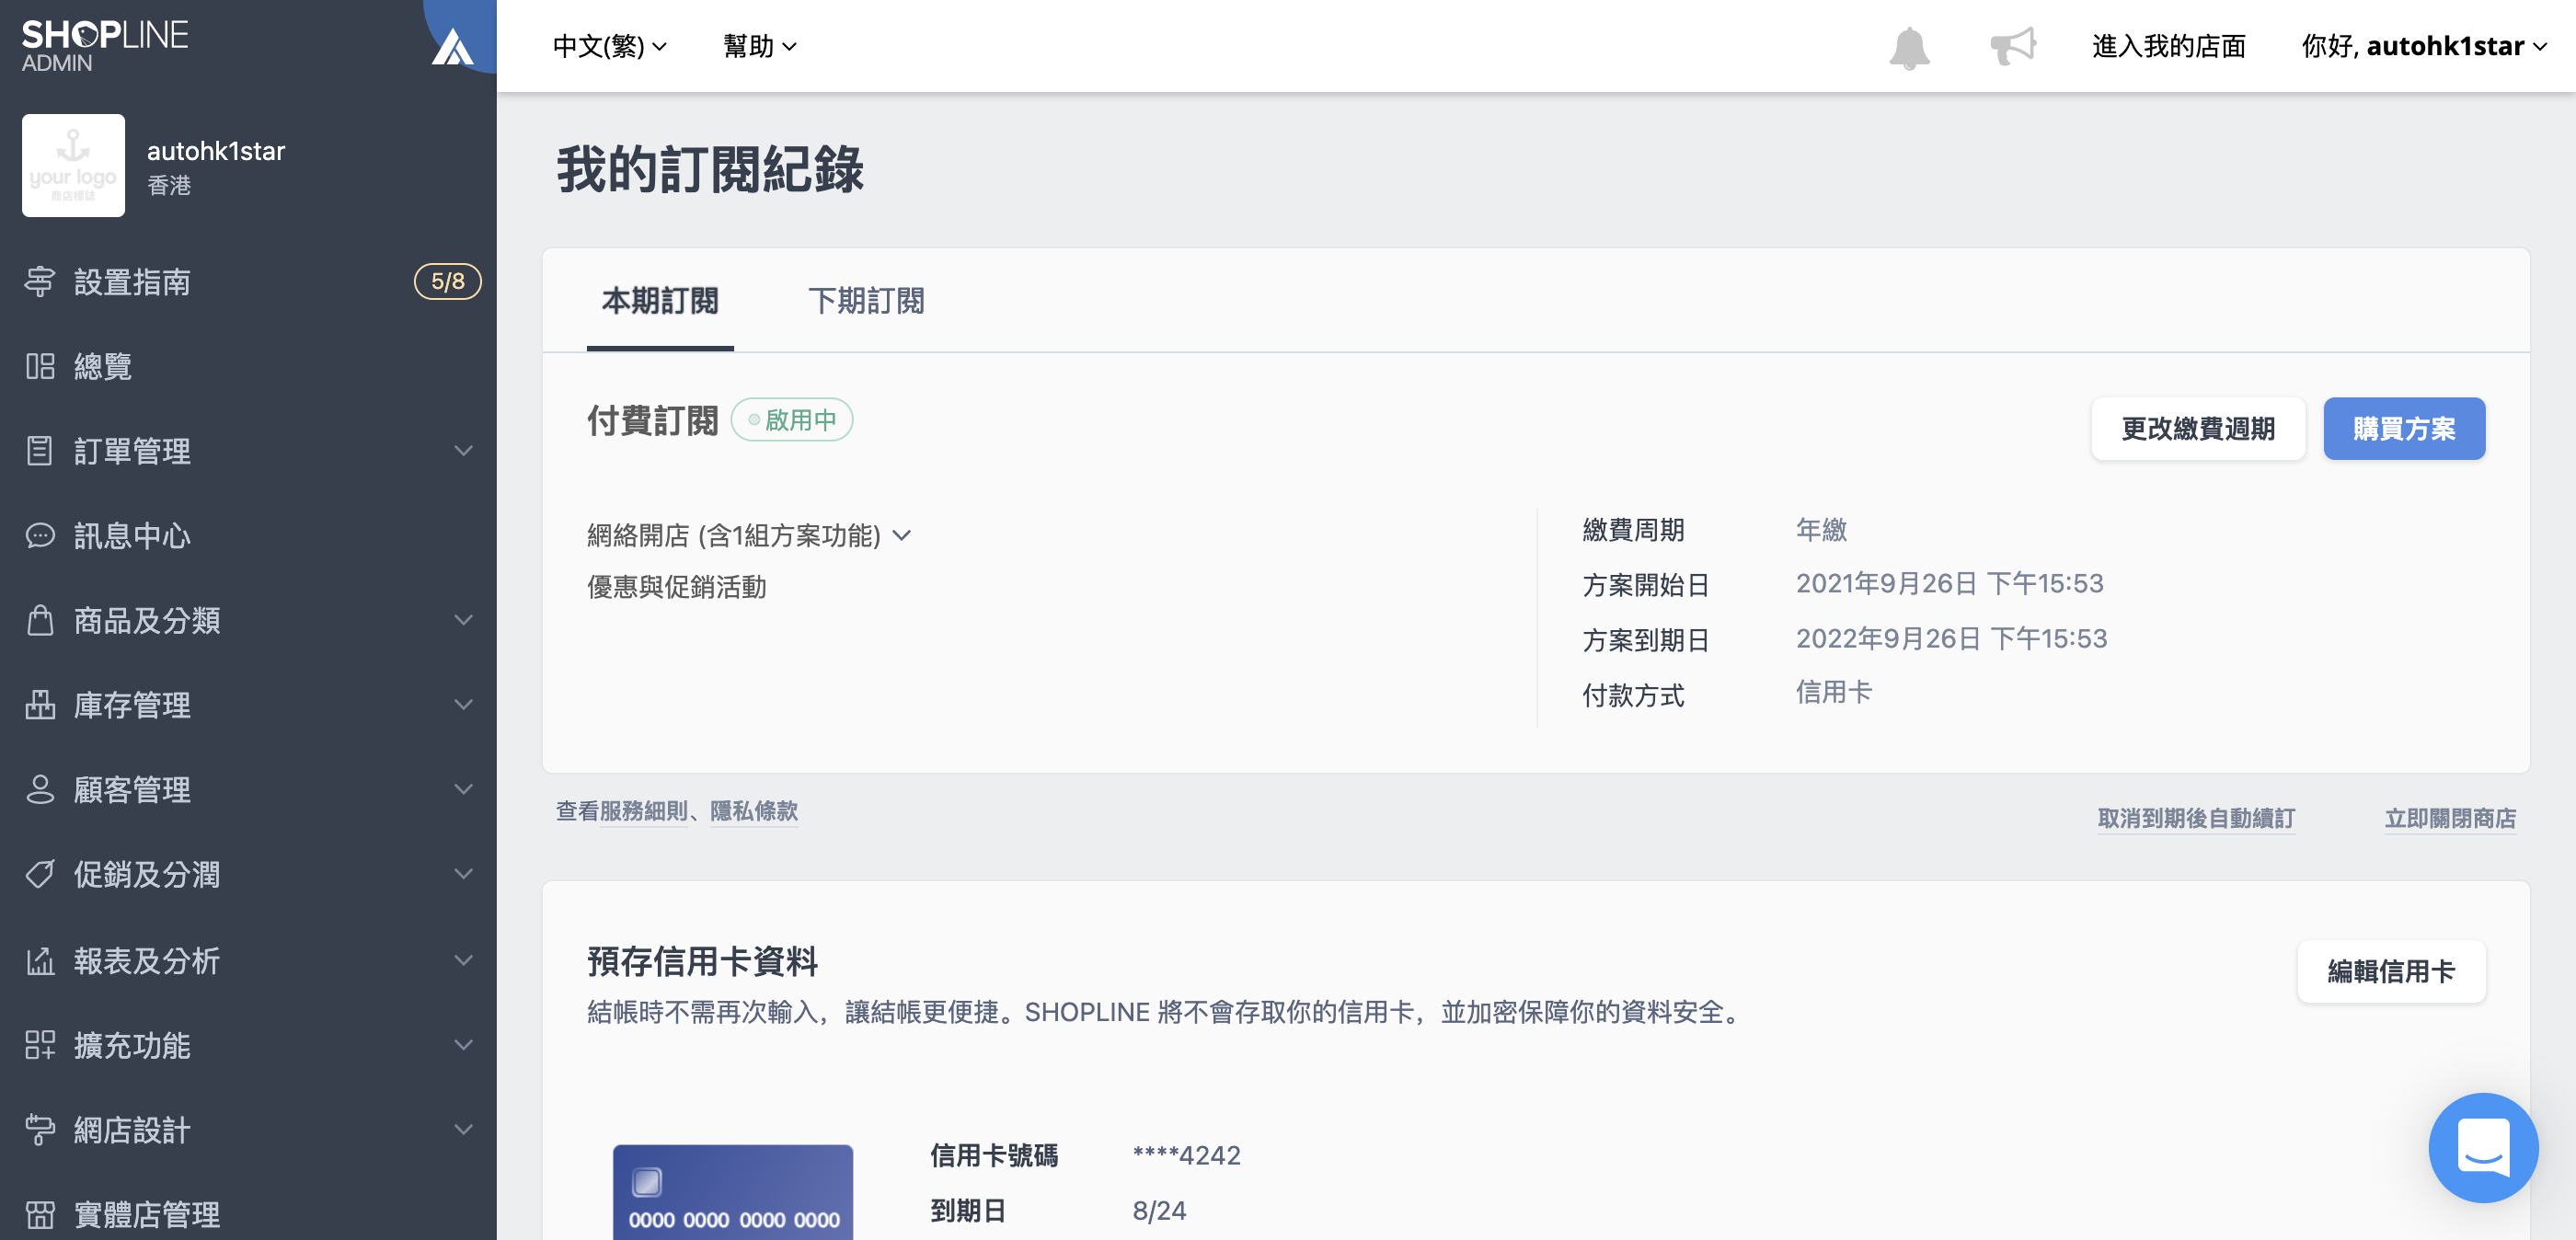 SHOPLINE
ADMIN
中文(繁)
幫助
進入我的店面
你好, autohk1star
your logo
商店標誌
autohk1star
香港
設置指南
5/8
總覽
訂單管理
訊息中心
商品及分類
庫存管理
顧客管理
促銷及分潤
報表及分析
擴充功能
網店設計
實體店管理
我的訂閱紀錄
本期訂閱
下期訂閱
付費訂閱
啟用中
更改繳費週期
購買方案
網絡開店 (含1組方案功能)
優惠與促銷活動
繳費周期
年繳
方案開始日
2021年9月26日 下午15:53
方案到期日
2022年9月26日 下午15:53
付款方式
信用卡
查看服務細則、隱私條款
取消到期後自動續訂
立即關閉商店
預存信用卡資料
編輯信用卡
結帳時不需再次輸入，讓結帳更便捷。SHOPLINE 將不會存取你的信用卡，並加密保障你的資料安全。
0000 0000 0000 0000
信用卡號碼
****4242
到期日
8/24